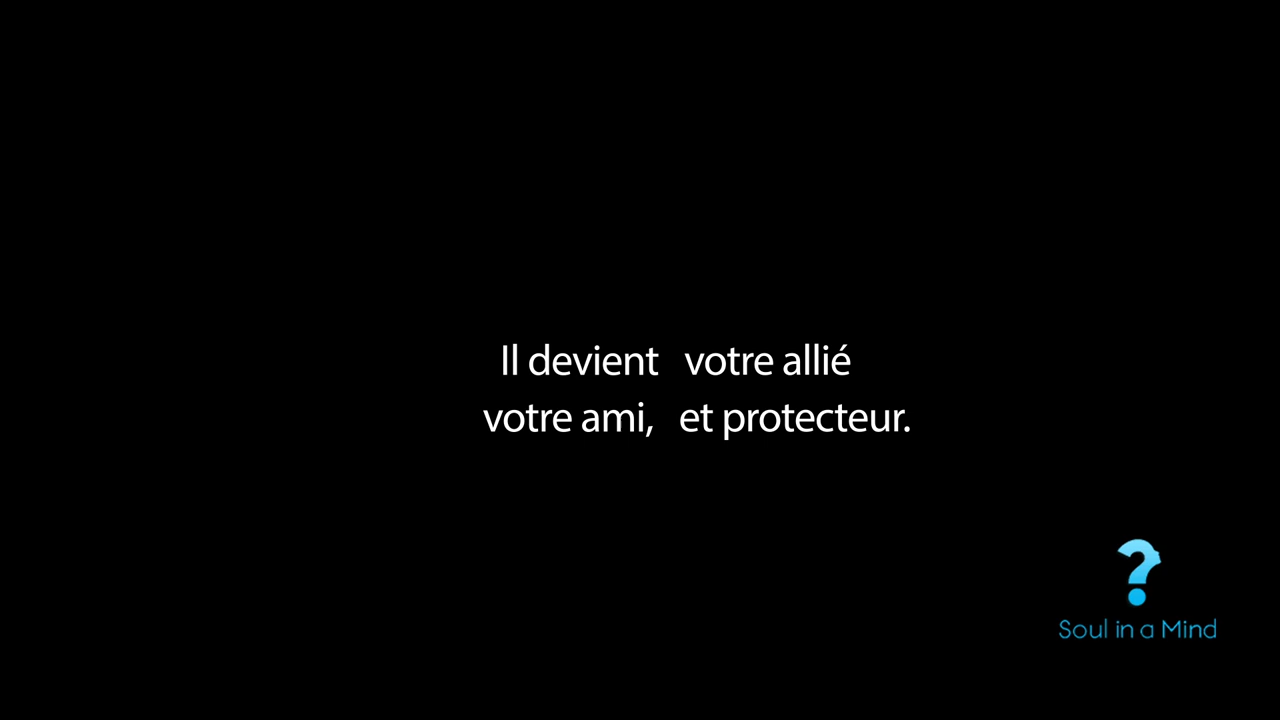 Il devient votre allié
votre ami, et protecteur.
?
Soul in a Mind